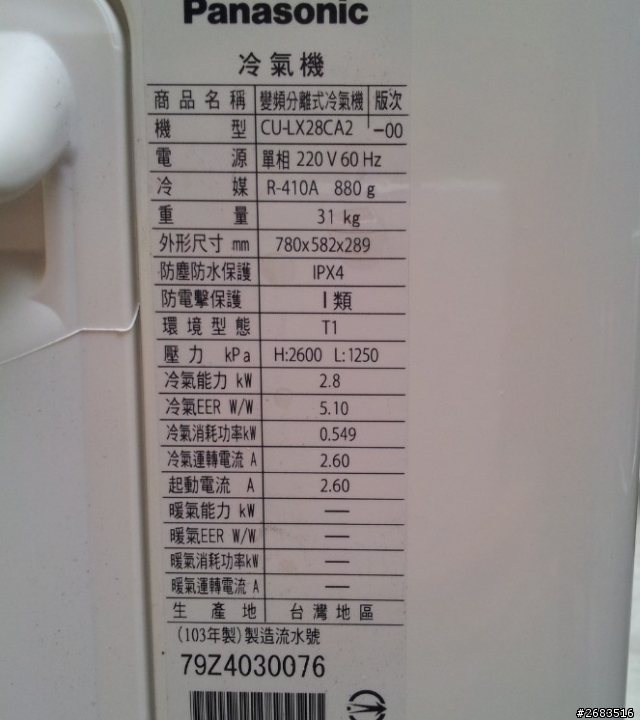 Panasonic
冷氣機
商品名稱 變頻分離式冷氣機 版次
機型 CU-LX28CA2 -00
電源 單相 220 V 60 Hz
冷媒 R-410A 880 g
重量 31 kg
外形尺寸 mm 780x582x289
防塵防水保護 IPX4
防電擊保護 I 類
環境型態 T1
壓力 kPa H:2600 L:1250
冷氣能力 kW 2.8
冷氣EER W/W 5.10
冷氣消耗功率kW 0.549
冷氣運轉電流 A 2.60
起動電流 A 2.60
暖氣能力 kW —
暖氣EER W/W —
暖氣消耗功率kW —
暖氣運轉電流 A —
生產地 台灣地區
(103年製)製造流水號
79Z4030076
#2683516